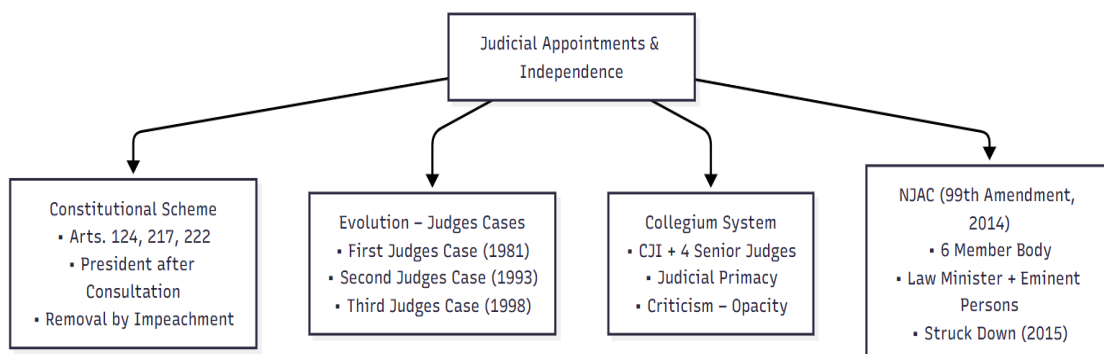 Judicial Appointments &
Independence
Constitutional Scheme
▪ Arts. 124, 217, 222
▪ President after
Consultation
▪ Removal by Impeachment
Evolution – Judges Cases
▪ First Judges Case (1981)
▪ Second Judges Case (1993)
▪ Third Judges Case (1998)
Collegium System
▪ CJI + 4 Senior Judges
▪ Judicial Primacy
▪ Criticism – Opacity
NJAC (99th Amendment,
2014)
▪ 6 Member Body
▪ Law Minister + Eminent
Persons
▪ Struck Down (2015)